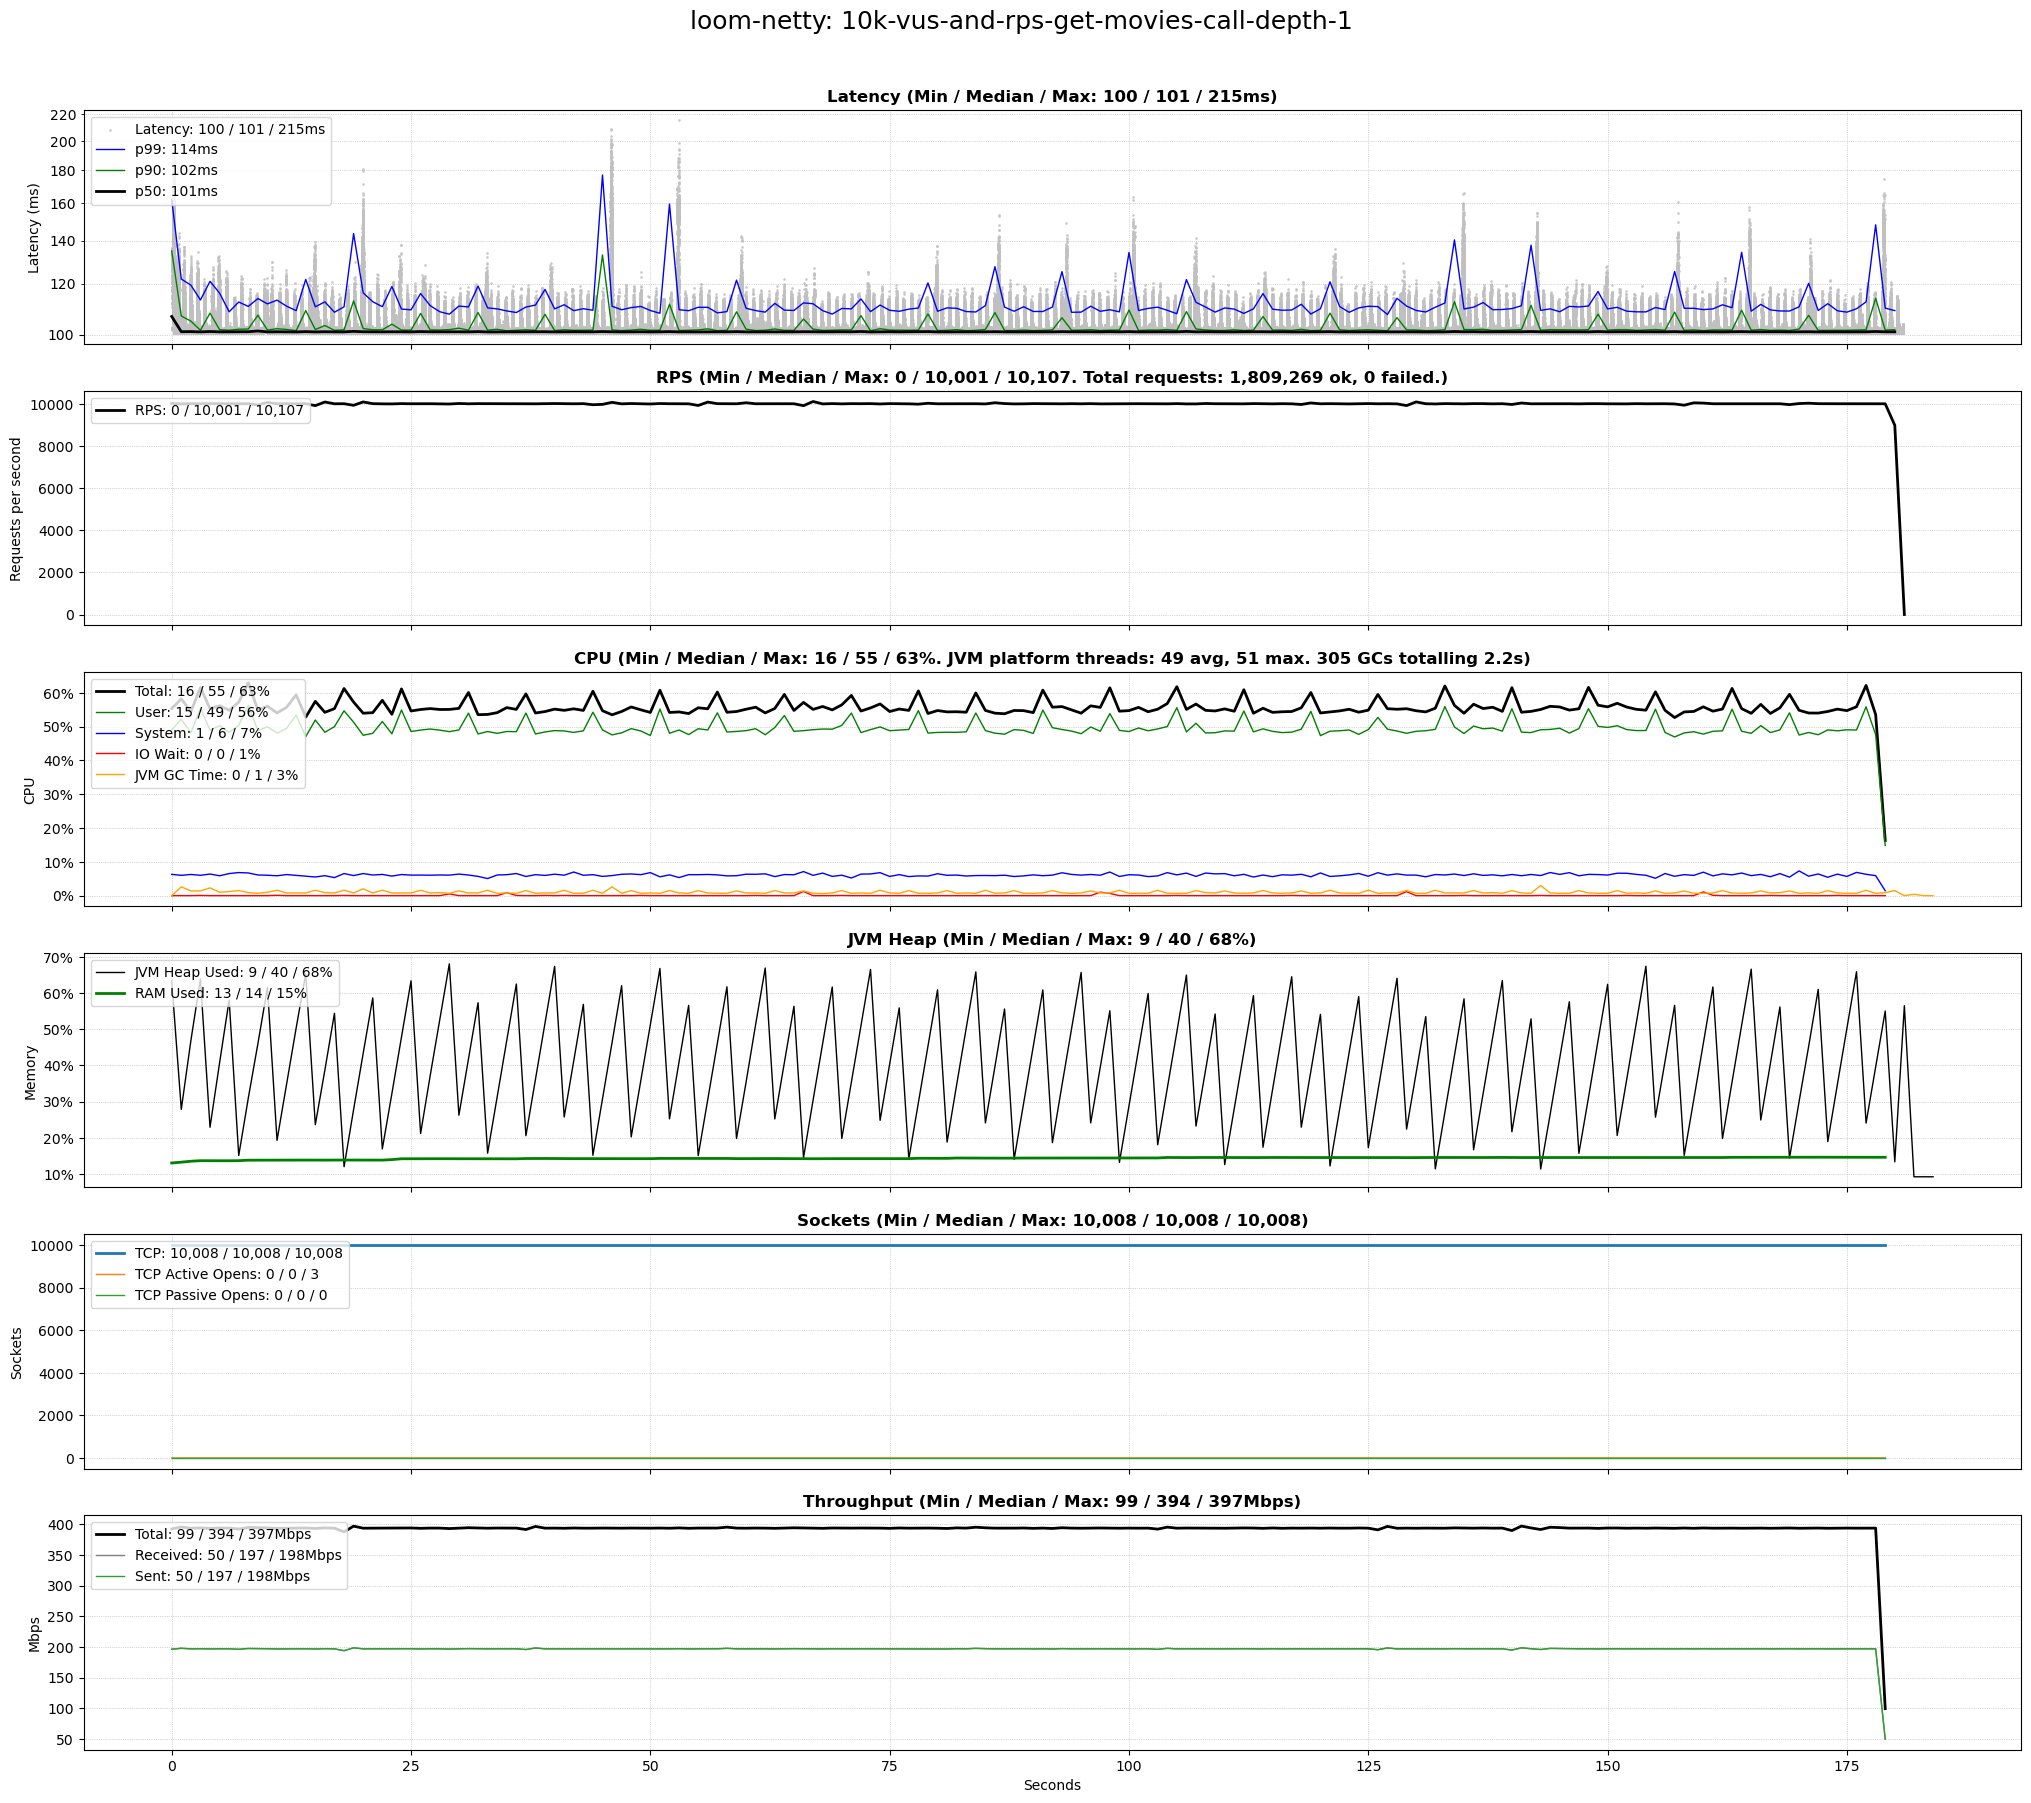 loom-netty: 10k-vus-and-rps-get-movies-call-depth-1
Latency (Min / Median / Max: 100 / 101 / 215ms)
Latency (ms)
220
200
180
160
140
120
100
Latency: 100 / 101 / 215ms
p99: 114ms
p90: 102ms
p50: 101ms
RPS (Min / Median / Max: 0 / 10,001 / 10,107. Total requests: 1,809,269 ok, 0 failed.)
Requests per second
10000
8000
6000
4000
2000
0
RPS: 0 / 10,001 / 10,107
CPU (Min / Median / Max: 16 / 55 / 63%. JVM platform threads: 49 avg, 51 max. 305 GCs totalling 2.2s)
CPU
60%
50%
40%
30%
20%
10%
0%
Total: 16 / 55 / 63%
User: 15 / 49 / 56%
System: 1 / 6 / 7%
IO Wait: 0 / 0 / 1%
JVM GC Time: 0 / 1 / 3%
JVM Heap (Min / Median / Max: 9 / 40 / 68%)
Memory
70%
60%
50%
40%
30%
20%
10%
JVM Heap Used: 9 / 40 / 68%
RAM Used: 13 / 14 / 15%
Sockets (Min / Median / Max: 10,008 / 10,008 / 10,008)
Sockets
10000
8000
6000
4000
2000
0
TCP: 10,008 / 10,008 / 10,008
TCP Active Opens: 0 / 0 / 3
TCP Passive Opens: 0 / 0 / 0
Throughput (Min / Median / Max: 99 / 394 / 397Mbps)
Mbps
400
350
300
250
200
150
100
50
Total: 99 / 394 / 397Mbps
Received: 50 / 197 / 198Mbps
Sent: 50 / 197 / 198Mbps
0 25 50 75 100 125 150 175
Seconds